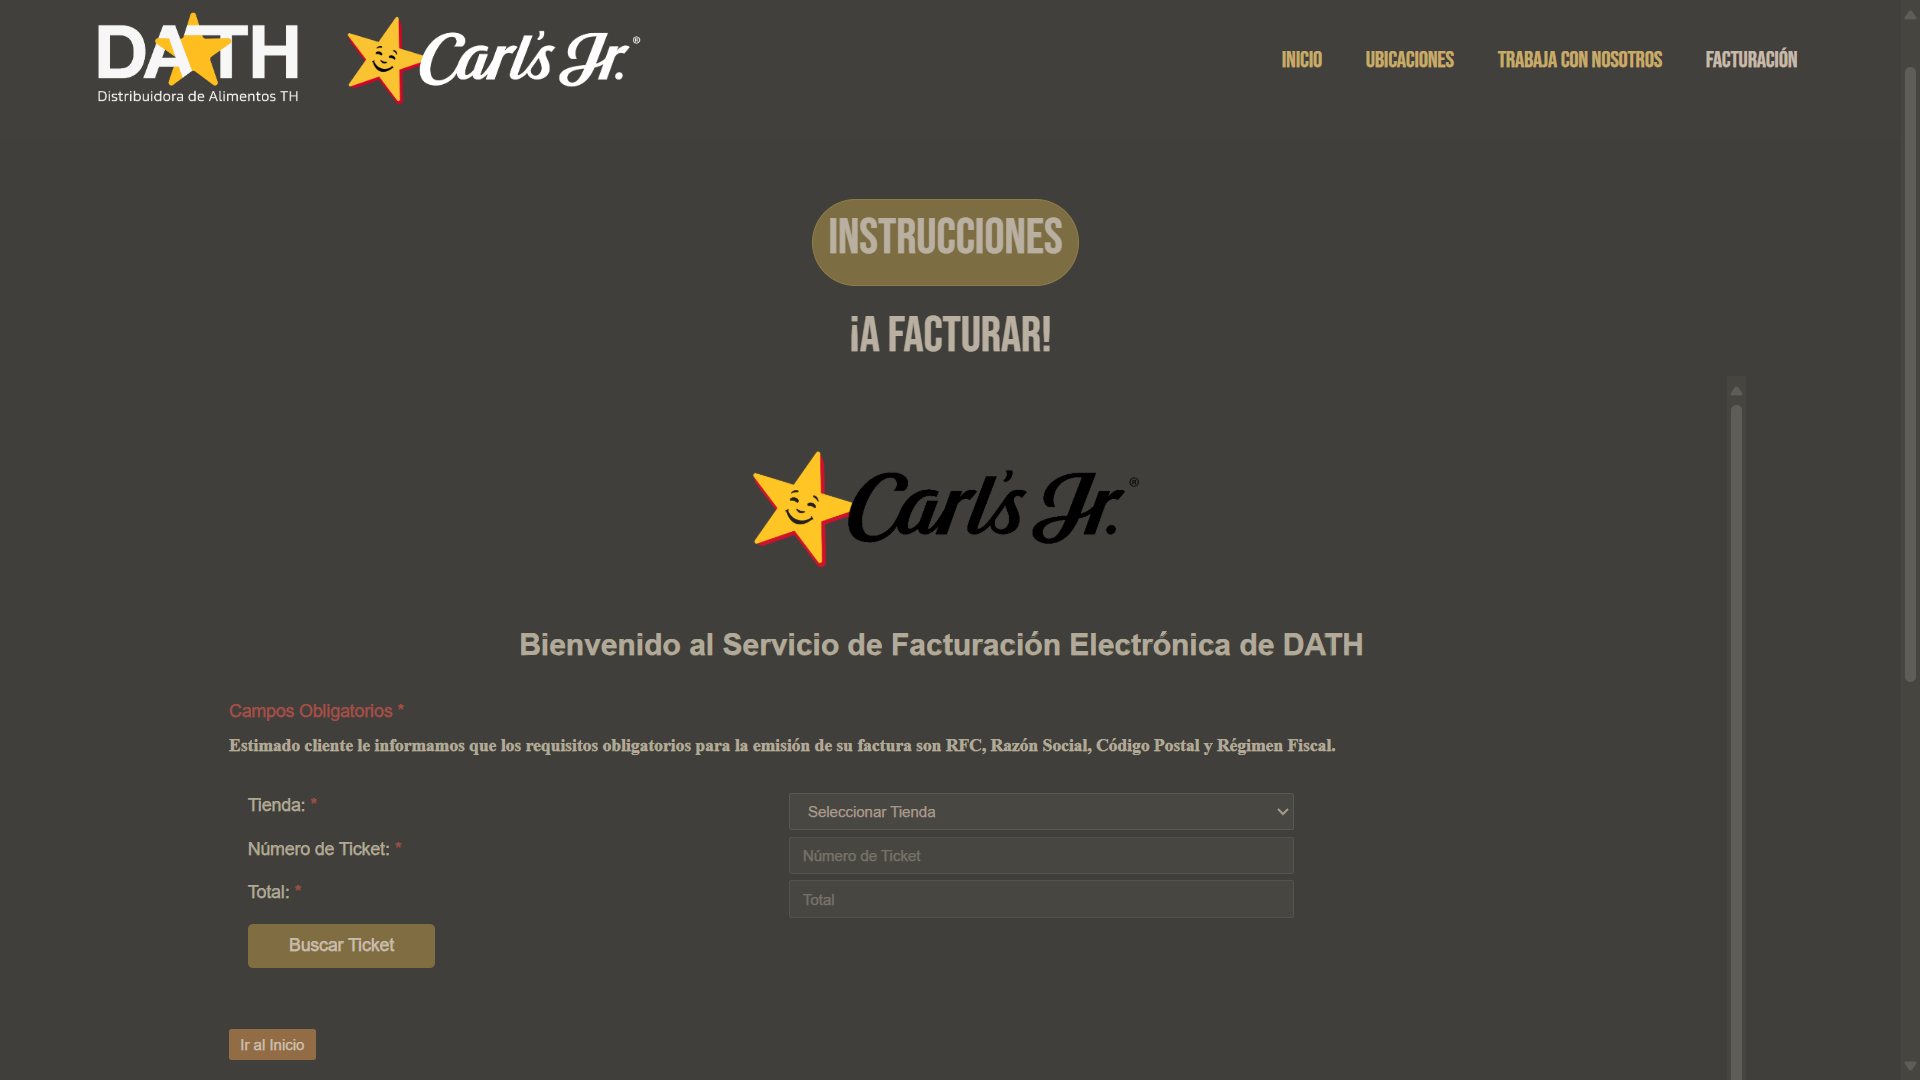 DATH
Distribuidora de Alimentos TH
Carl's Jr.®
INICIO
UBICACIONES
TRABAJA CON NOSOTROS
FACTURACIÓN
INSTRUCCIONES
¡A FACTURAR!
Carl's Jr.®
Bienvenido al Servicio de Facturación Electrónica de DATH
Campos Obligatorios *
Estimado cliente le informamos que los requisitos obligatorios para la emisión de su factura son RFC, Razón Social, Código Postal y Régimen Fiscal.
Tienda: *
Seleccionar Tienda
Número de Ticket: *
Número de Ticket
Total: *
Total
Buscar Ticket
Ir al Inicio